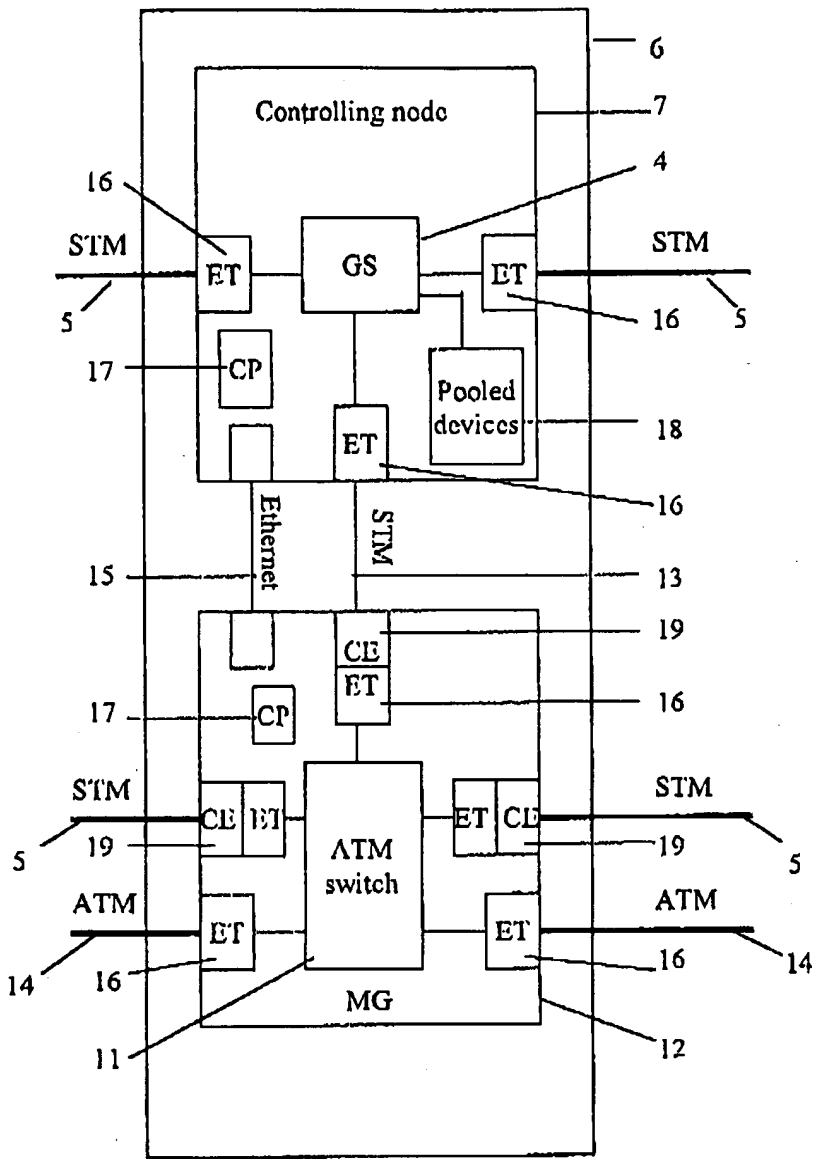 6
Controlling node
7
16
4
STM
STM
ET
GS
ET
5
16
5
17
CP
Pooled
devices
18
ET
16
Ethernet
STM
15
13
CE
19
ET
16
17
CP
STM
STM
CE
ET
ET
CE
5
19
ATM
switch
19
5
ATM
ATM
ET
ET
14
16
16
14
MG
11
12